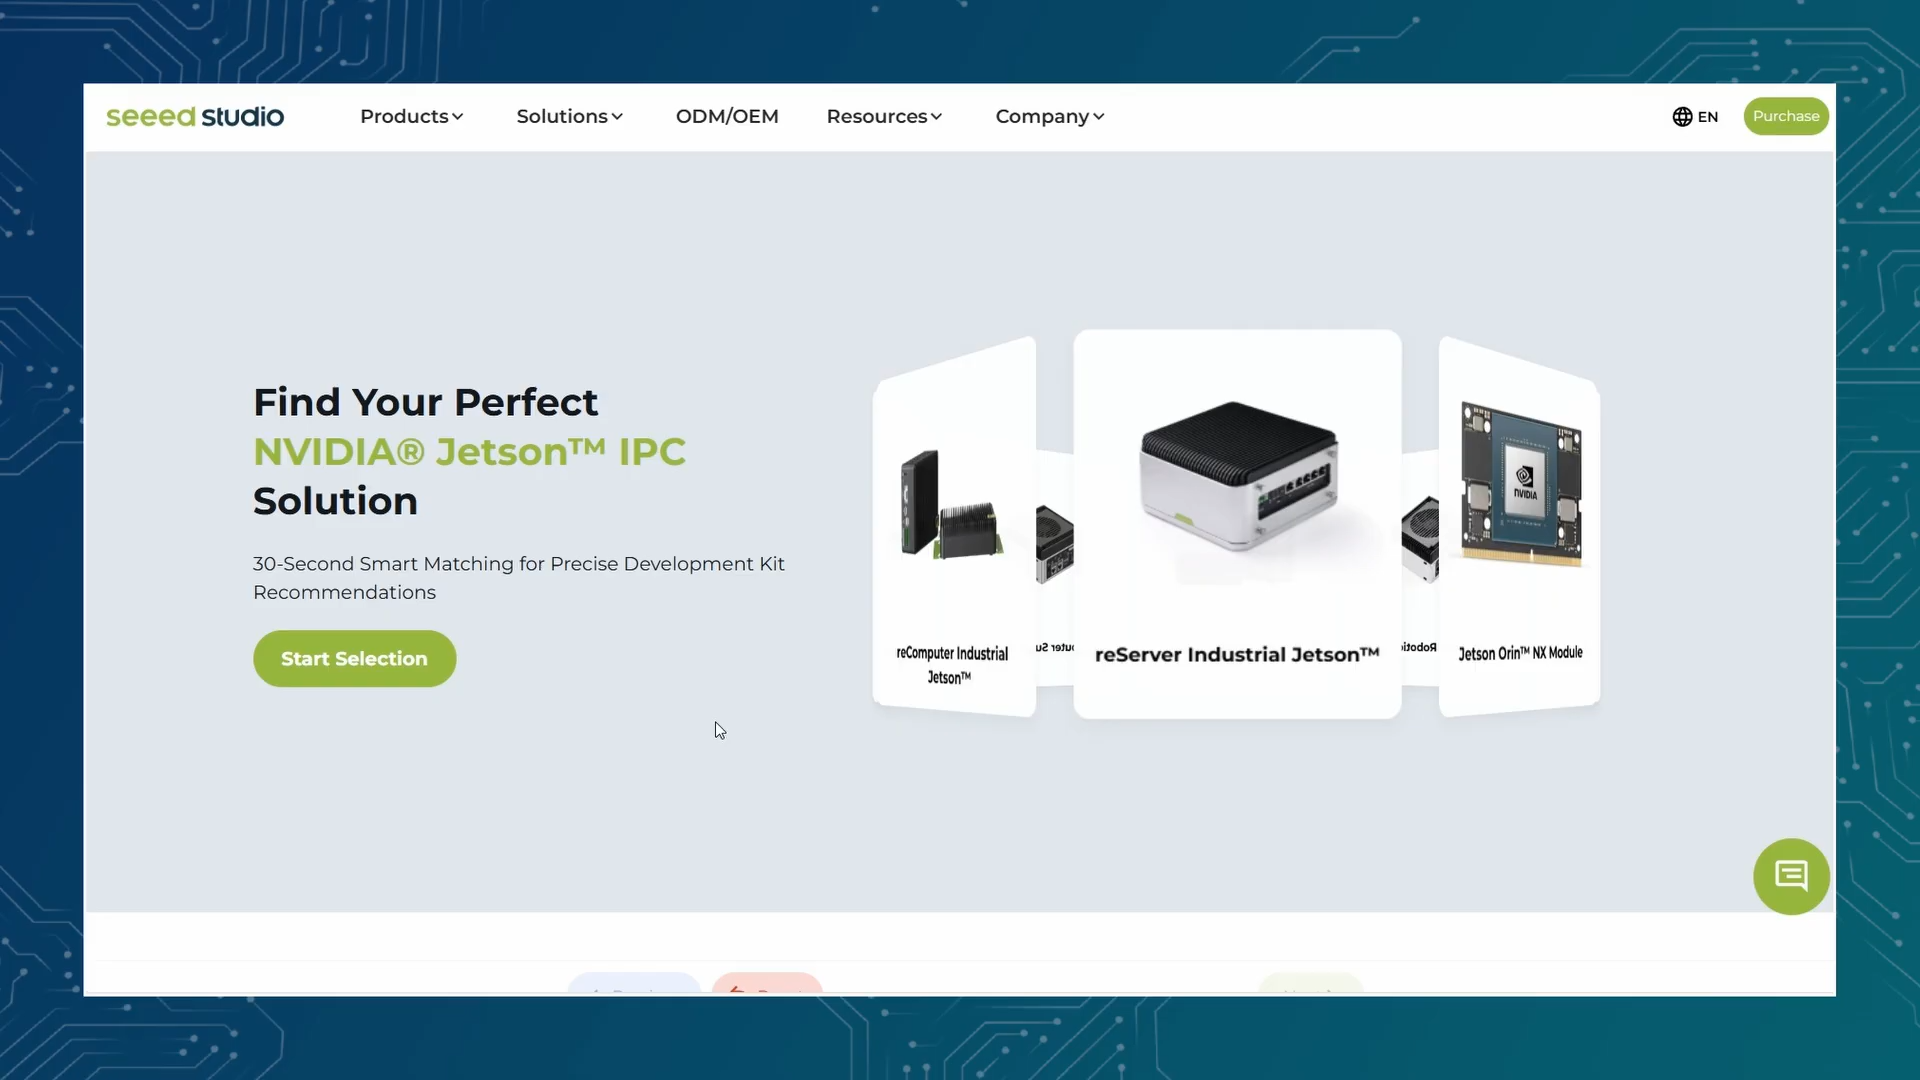 seeed studio
Products
Solutions
ODM/OEM
Resources
Company
EN
Purchase
Find Your Perfect
NVIDIA® Jetson™ IPC
Solution
30-Second Smart Matching for Precise Development Kit
Recommendations
Start Selection
reComputer Industrial
Jetson™
reServer Industrial Jetson™
NVIDIA
Jetson Orin™ NX Module